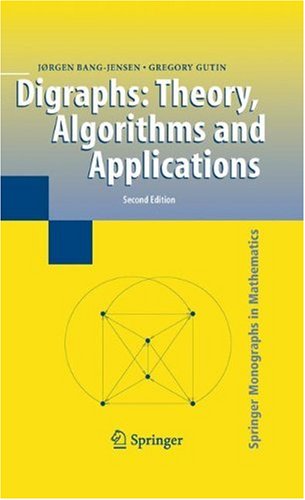 JØRGEN BANG-JENSEN · GREGORY GUTIN
Digraphs: Theory,
Algorithms and
Applications
Second Edition
Springer Monographs in Mathematics
Springer